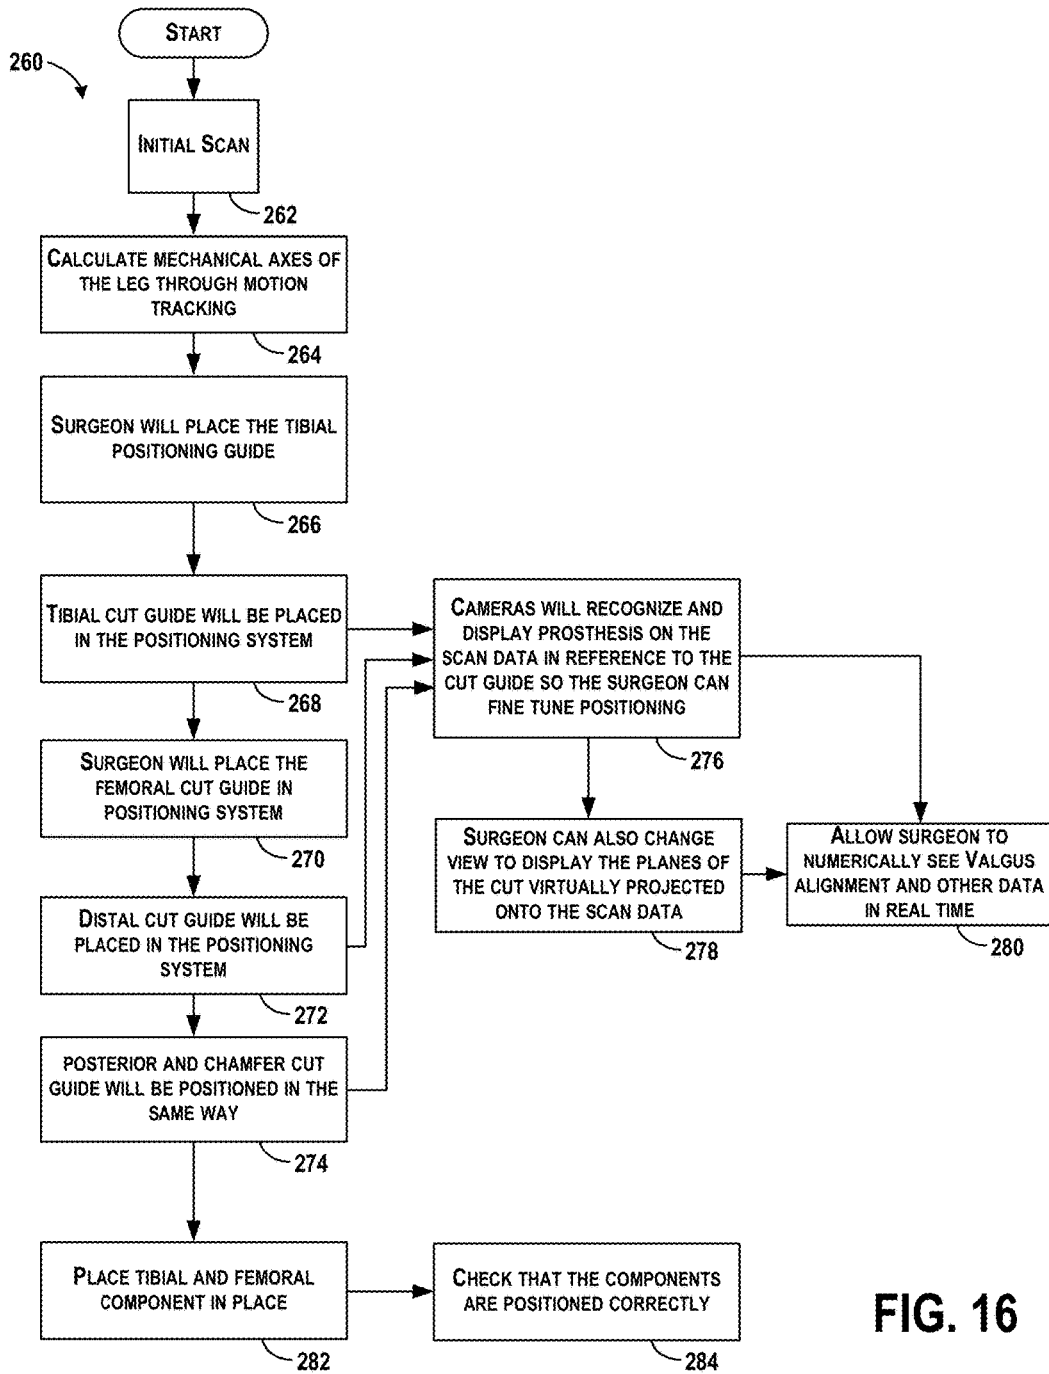 START
260
INITIAL SCAN
262
CALCULATE MECHANICAL AXES OF
THE LEG THROUGH MOTION
TRACKING
264
SURGEON WILL PLACE THE TIBIAL
POSITIONING GUIDE
266
TIBIAL CUT GUIDE WILL BE PLACED
IN THE POSITIONING SYSTEM
268
SURGEON WILL PLACE THE
FEMORAL CUT GUIDE IN
POSITIONING SYSTEM
270
DISTAL CUT GUIDE WILL BE
PLACED IN THE POSITIONING
SYSTEM
272
POSTERIOR AND CHAMFER CUT
GUIDE WILL BE POSITIONED IN THE
SAME WAY
274
CAMERAS WILL RECOGNIZE AND
DISPLAY PROSTHESIS ON THE
SCAN DATA IN REFERENCE TO THE
CUT GUIDE SO THE SURGEON CAN
FINE TUNE POSITIONING
276
SURGEON CAN ALSO CHANGE
VIEW TO DISPLAY THE PLANES OF
THE CUT VIRTUALLY PROJECTED
ONTO THE SCAN DATA
278
ALLOW SURGEON TO
NUMERICALLY SEE VALGUS
ALIGNMENT AND OTHER DATA
IN REAL TIME
280
PLACE TIBIAL AND FEMORAL
COMPONENT IN PLACE
282
CHECK THAT THE COMPONENTS
ARE POSITIONED CORRECTLY
284
FIG. 16